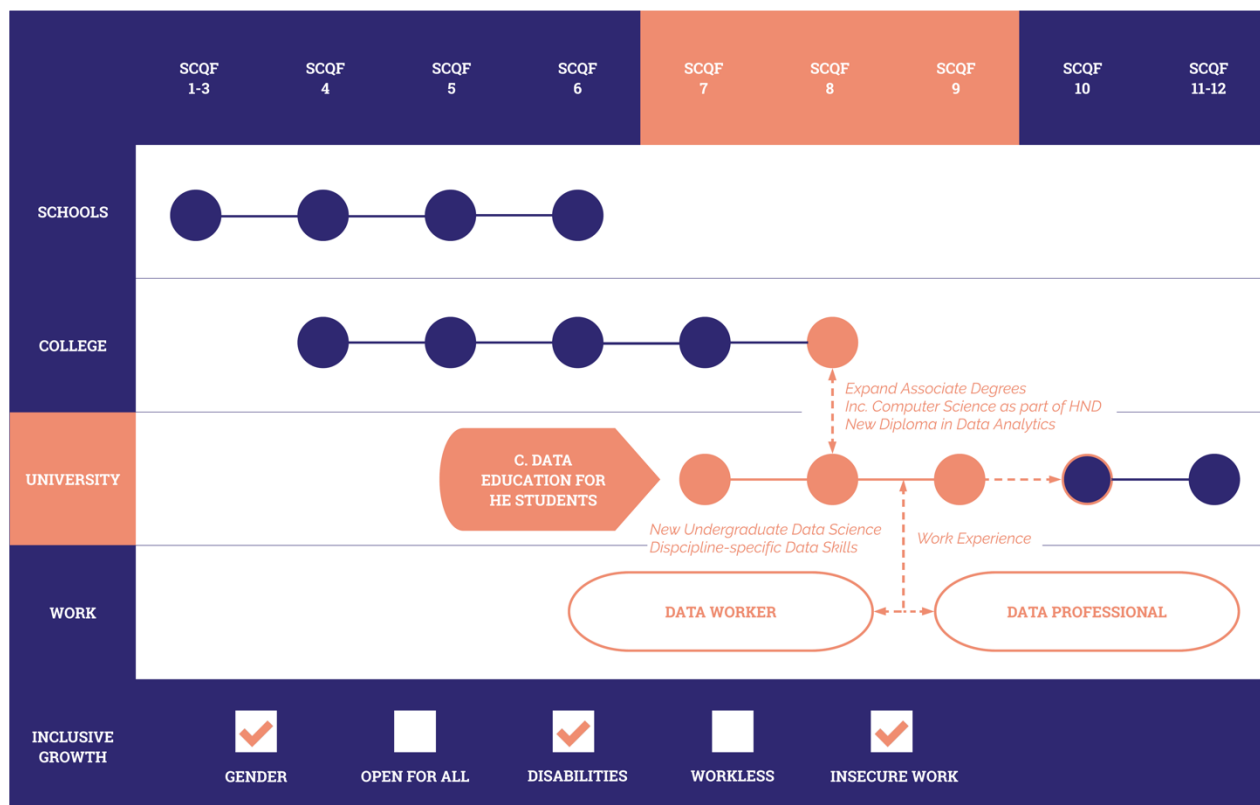 SCQF
1-3
SCQF
4
SCQF
5
SCQF
6
SCQF
7
SCQF
8
SCQF
9
SCQF
10
SCQF
11-12
SCHOOLS
COLLEGE
Expand Associate Degrees
Inc. Computer Science as part of HND
New Diploma in Data Analytics
UNIVERSITY
C. DATA
EDUCATION FOR
HE STUDENTS
New Undergraduate Data Science
Dispcipline-specific Data Skills
Work Experience
WORK
DATA WORKER
DATA PROFESSIONAL
INCLUSIVE
GROWTH
GENDER
OPEN FOR ALL
DISABILITIES
WORKLESS
INSECURE WORK